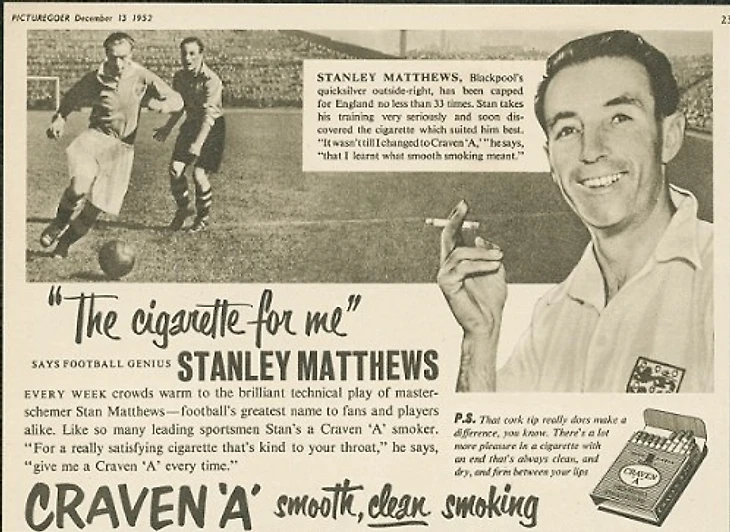 PICTUREGOER December 13 1952
23
STANLEY MATTHEWS, Blackpool's
quicksilver outside-right, has been capped
for England no less than 33 times. Stan takes
his training very seriously and soon dis-
covered the cigarette which suited him best.
"It wasn't till I changed to Craven 'A,'" he says,
"that I learnt what smooth smoking meant."
"The cigarette for me"
SAYS FOOTBALL GENIUS STANLEY MATTHEWS
EVERY WEEK crowds warm to the brilliant technical play of master-
schemer Stan Matthews—football's greatest name to fans and players
alike. Like so many leading sportsmen Stan's a Craven 'A' smoker.
"For a really satisfying cigarette that's kind to your throat," he says,
"give me a Craven 'A' every time."
P.S. That cork tip really does make a
difference, you know. There's a lot
more pleasure in a cigarette with
an end that's always clean, and
dry, and firm between your lips
CRAVEN
"A"
CRAVEN 'A' smooth, clean smoking